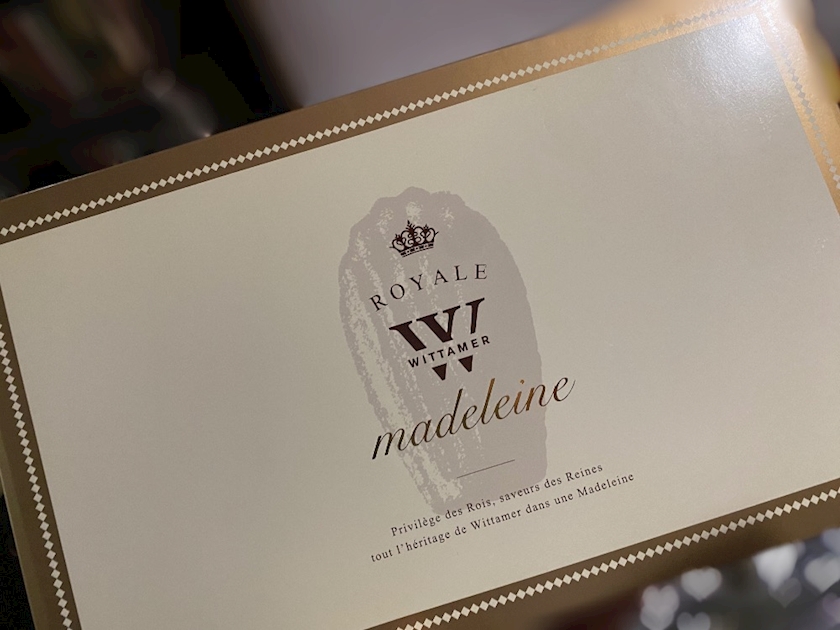 ROYALE
W
WITTAMER
madeleine
Privilège des Rois, saveurs des Reines
tout l'héritage de Wittamer dans une Madeleine